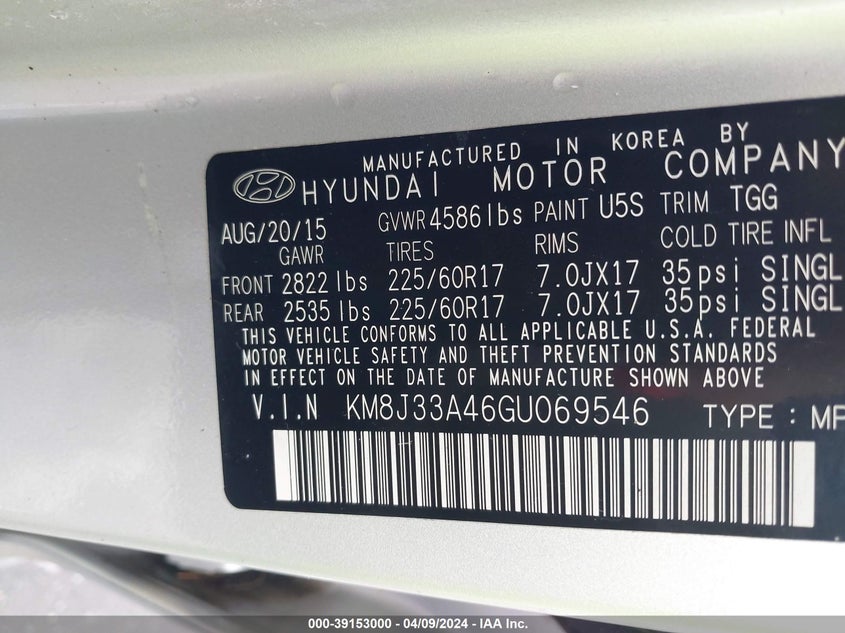 MANUFACTURED IN KOREA BY
HYUNDAI MOTOR COMPANY
AUG/20/15 GVWR 4586 lbs PAINT U5S TRIM TGG
GAWR TIRES RIMS COLD TIRE INFL
FRONT 2822 lbs 225/60R17 7.0JX17 35psi SINGL
REAR 2535 lbs 225/60R17 7.0JX17 35psi SINGL
THIS VEHICLE CONFORMS TO ALL APPLICABLE U.S.A. FEDERAL
MOTOR VEHICLE SAFETY AND THEFT PREVENTION STANDARDS
IN EFFECT ON THE DATE OF MANUFACTURE SHOWN ABOVE
V.I.N KM8J33A46GU069546 TYPE : MP
000-39153000 - 04/09/2024 - IAA Inc.